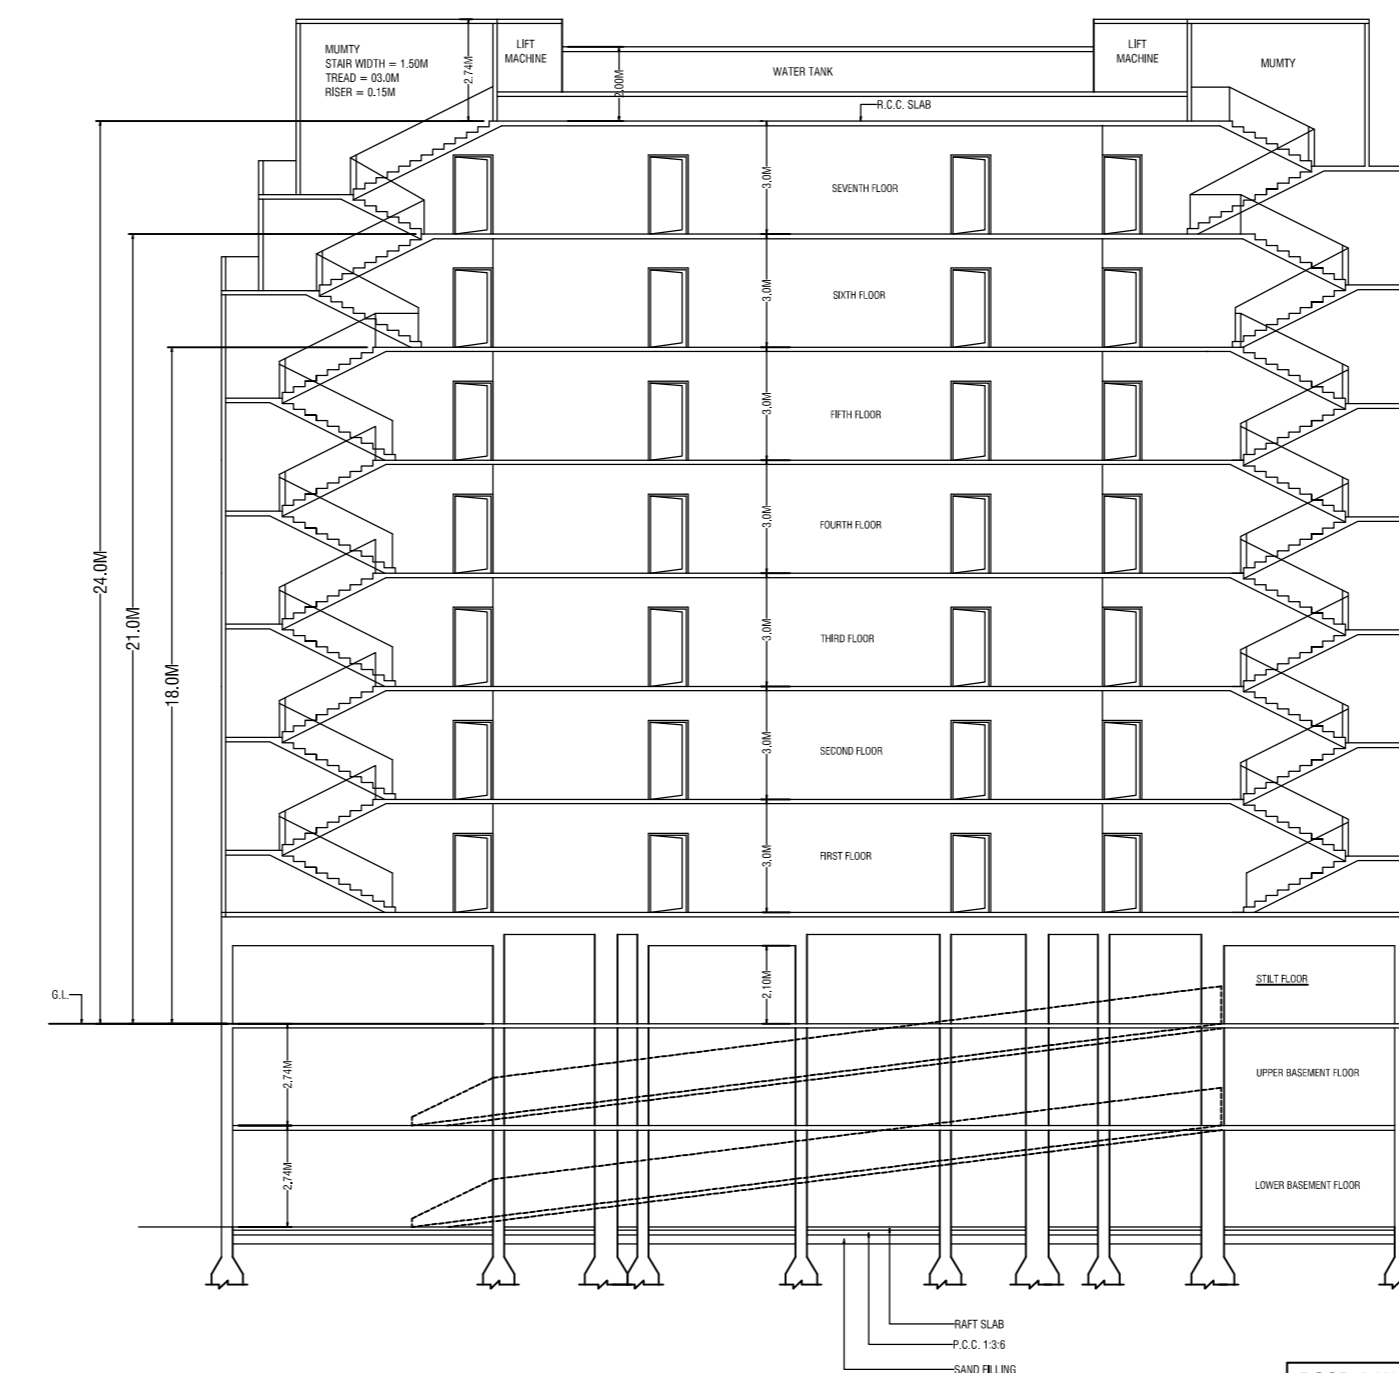 MUMTY
STAIR WIDTH = 1.50M
TREAD = 03.0M
RISER = 0.15M
2.74M
LIFT
MACHINE
2.00M
WATER TANK
LIFT
MACHINE
MUMTY
R.C.C. SLAB
3.0M
SEVENTH FLOOR
3.0M
SIXTH FLOOR
3.0M
FIFTH FLOOR
24.0M
21.0M
18.0M
3.0M
FOURTH FLOOR
3.0M
THIRD FLOOR
3.0M
SECOND FLOOR
3.0M
FIRST FLOOR
G.L.
2.10M
STILT FLOOR
2.74M
UPPER BASEMENT FLOOR
2.74M
LOWER BASEMENT FLOOR
RAFT SLAB
P.C.C. 1:3:6
SAND FILLING